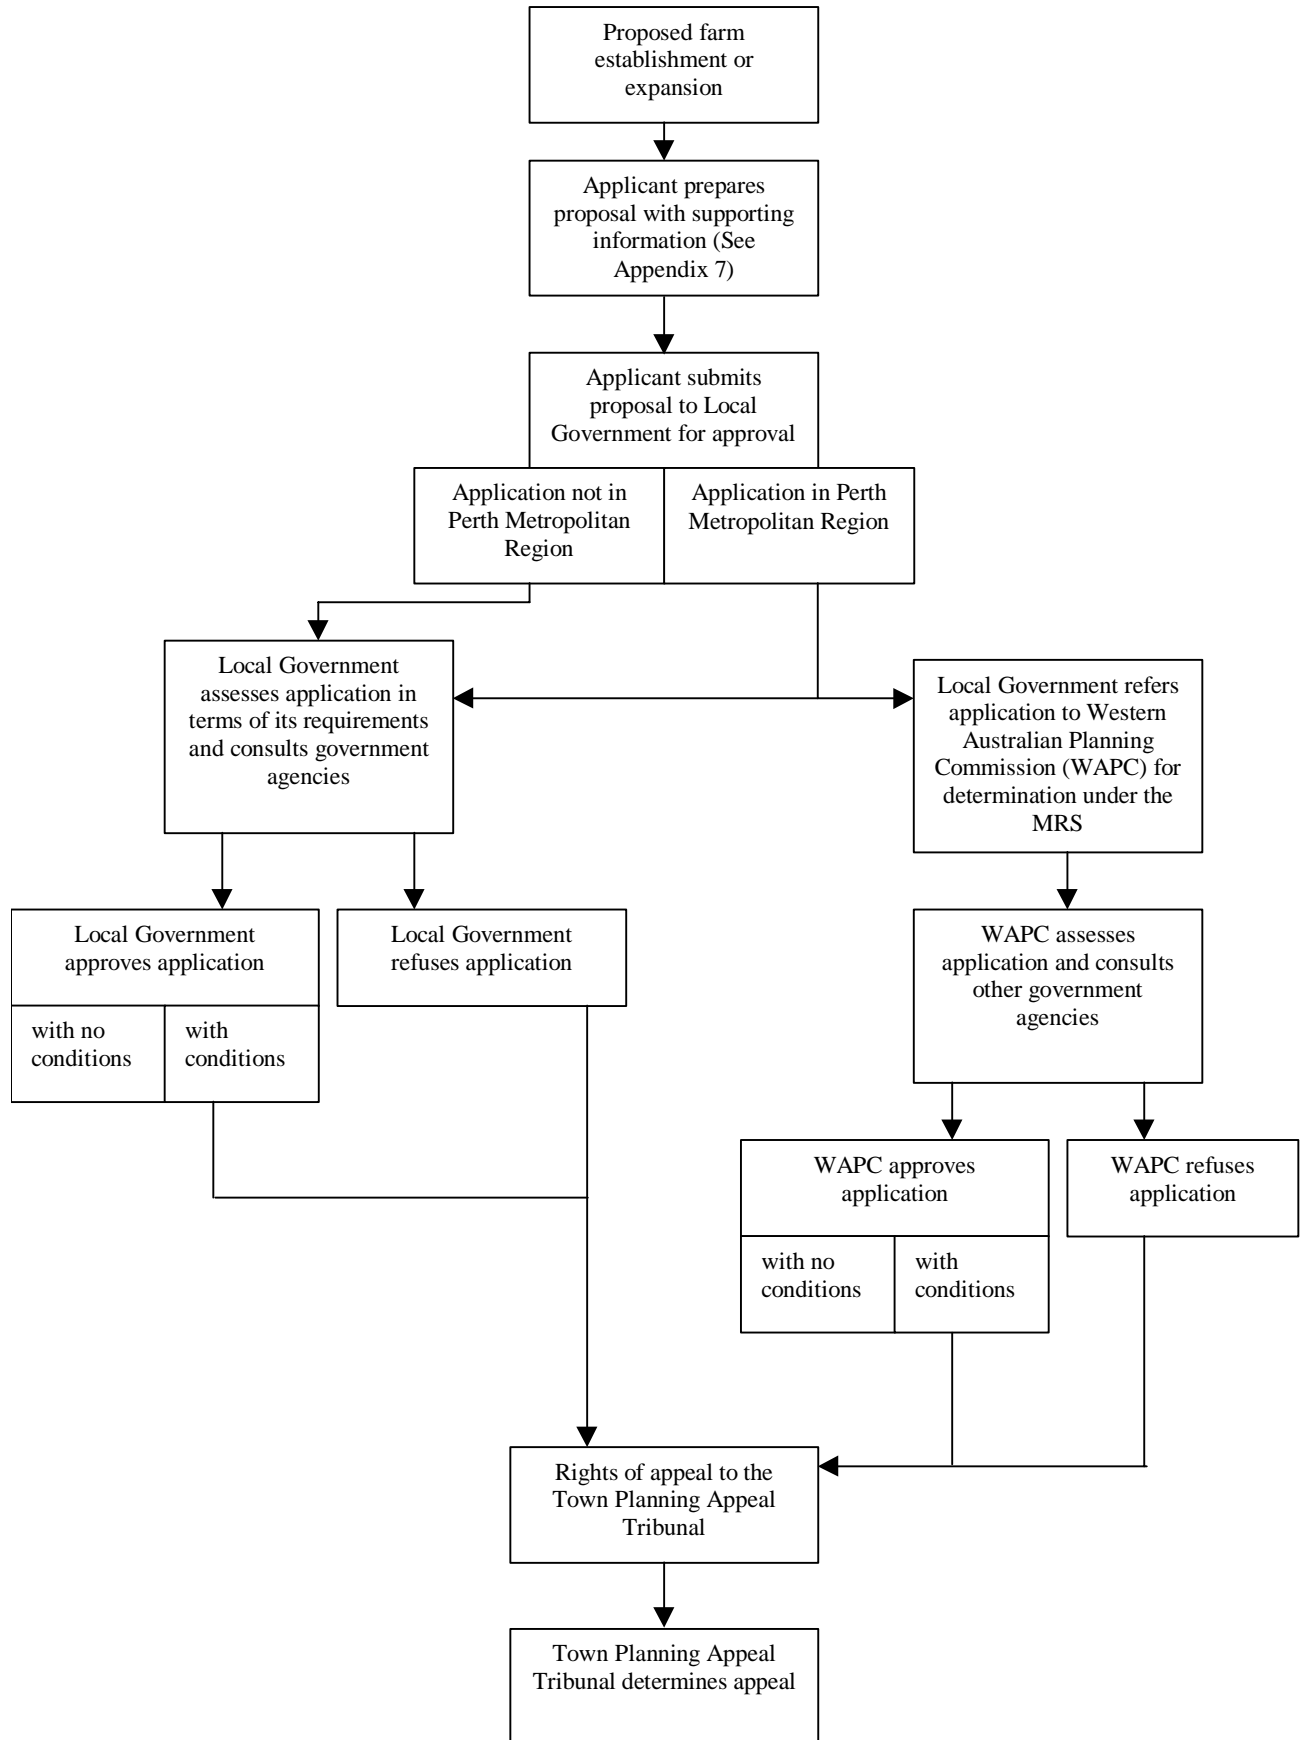 Proposed farm
establishment or
expansion
Applicant prepares
proposal with supporting
information (See
Appendix 7)
Applicant submits
proposal to Local
Government for approval
Application not in
Perth Metropolitan
Region
Application in Perth
Metropolitan Region
Local Government
assesses application in
terms of its requirements
and consults government
agencies
Local Government refers
application to Western
Australian Planning
Commission (WAPC) for
determination under the
MRS
Local Government
approves application
with no
conditions
with
conditions
Local Government
refuses application
WAPC assesses
application and consults
other government
agencies
WAPC approves
application
with no
conditions
with
conditions
WAPC refuses
application
Rights of appeal to the
Town Planning Appeal
Tribunal
Town Planning Appeal
Tribunal determines appeal